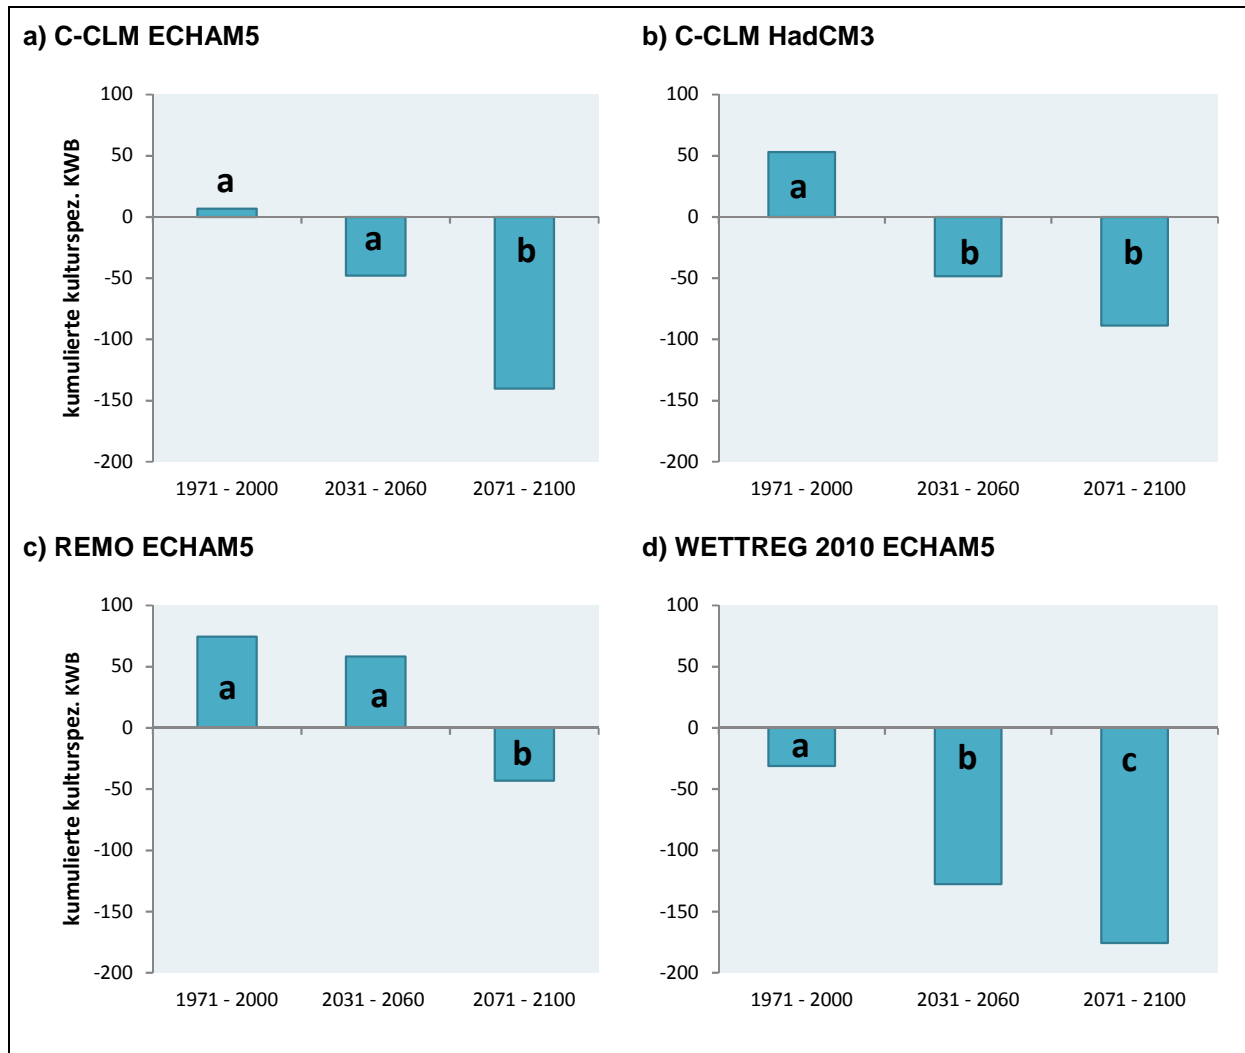 a) C-CLM ECHAM5
b) C-CLM HadCM3
kumulierte kulturspez. KWB
100
50
0
-50
-100
-150
-200
a
a
b
1971 - 2000
2031 - 2060
2071 - 2100
100
50
0
-50
-100
-150
-200
a
b
b
1971 - 2000
2031 - 2060
2071 - 2100
c) REMO ECHAM5
d) WETTREG 2010 ECHAM5
kumulierte kulturspez. KWB
100
50
0
-50
-100
-150
-200
a
a
b
1971 - 2000
2031 - 2060
2071 - 2100
100
50
0
-50
-100
-150
-200
a
b
c
1971 - 2000
2031 - 2060
2071 - 2100